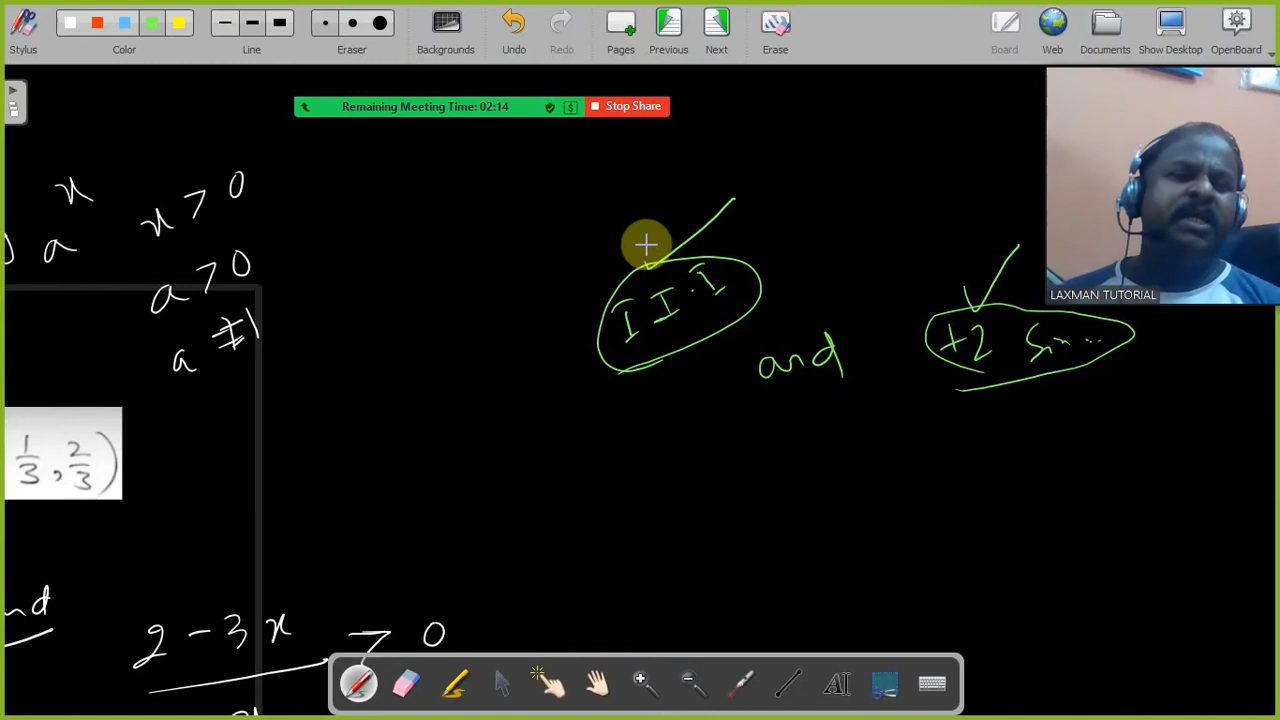 Stylus Color Line Eraser Backgrounds Undo Redo Pages Previous Next Erase Board Web Documents Show Desktop OpenBoard
Remaining Meeting Time: 02:14 $ Stop Share
LAXMAN TUTORIAL
x
a
x > 0
a > 0
a ≠ 1
I I . I
and
+2
1/3 , 2/3 )
2 - 3x > 0